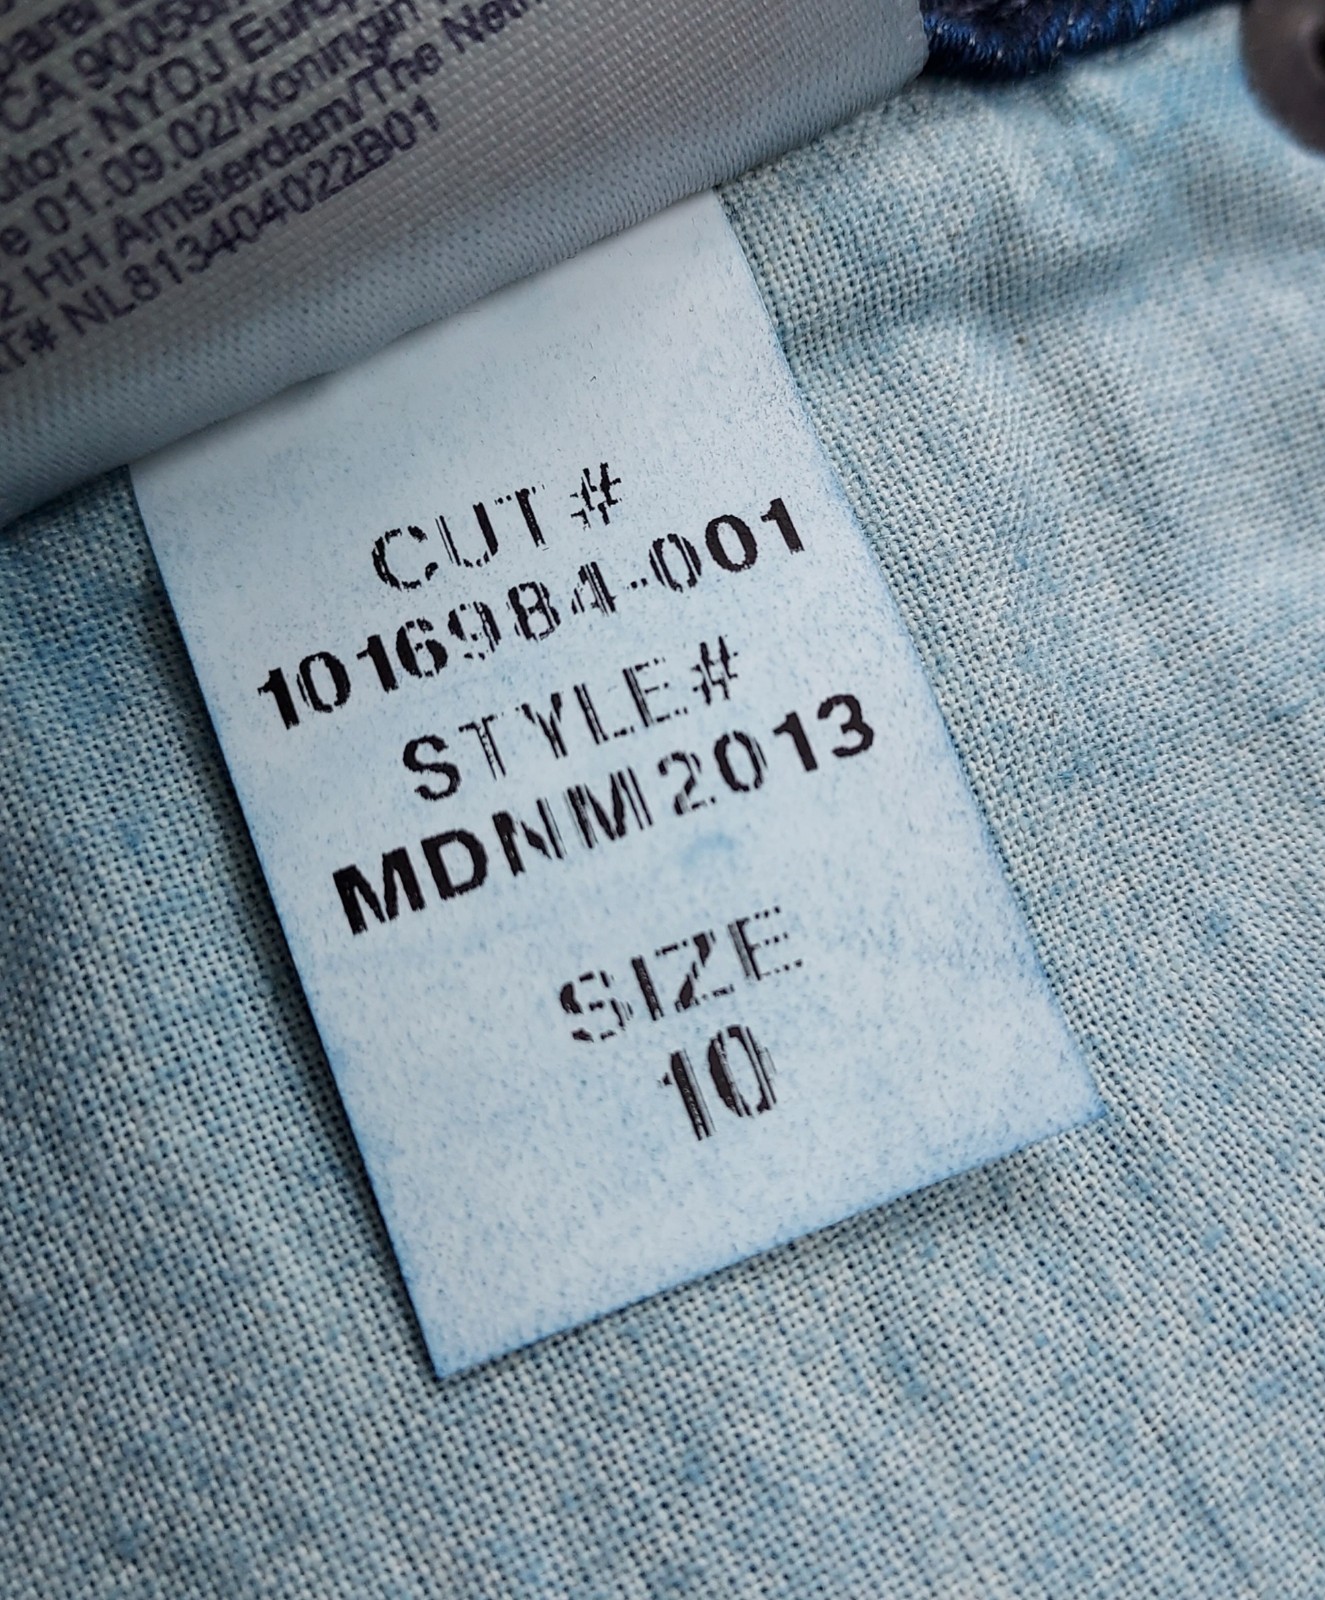 CA 90058
utor: NYDJ Europ
e 01.09.02/Koningin
2 HH Amsterdam/The Neth
T# NL813404022B01
CUT#
1016984-001
STYLE#
MDNM2013
SIZE
10